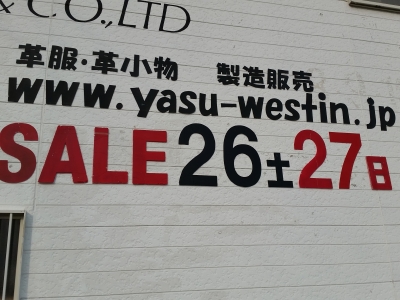 & CO.,LTD
革服・革小物 製造販売
www.yasu-westin.jp
SALE 26土27日